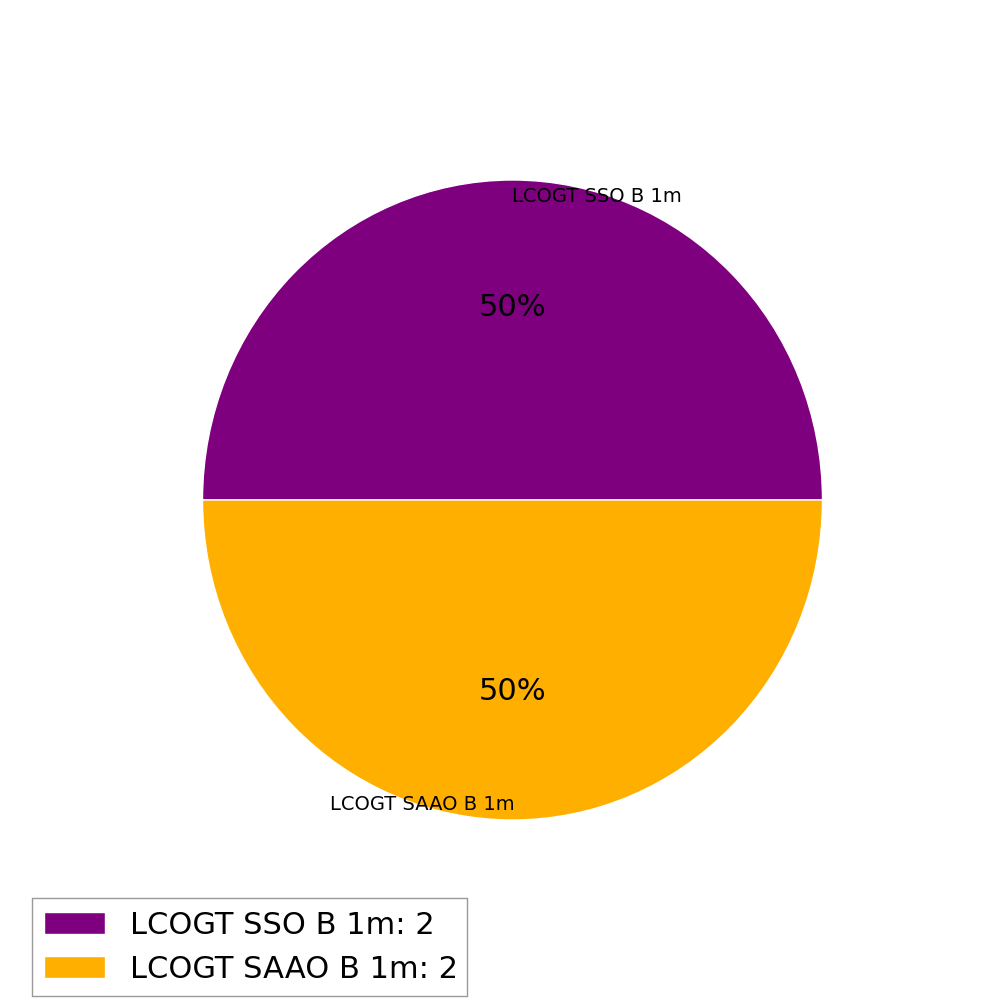 LCOGT SSO B 1m
50%
50%
LCOGT SAAO B 1m
LCOGT SSO B 1m: 2
LCOGT SAAO B 1m: 2